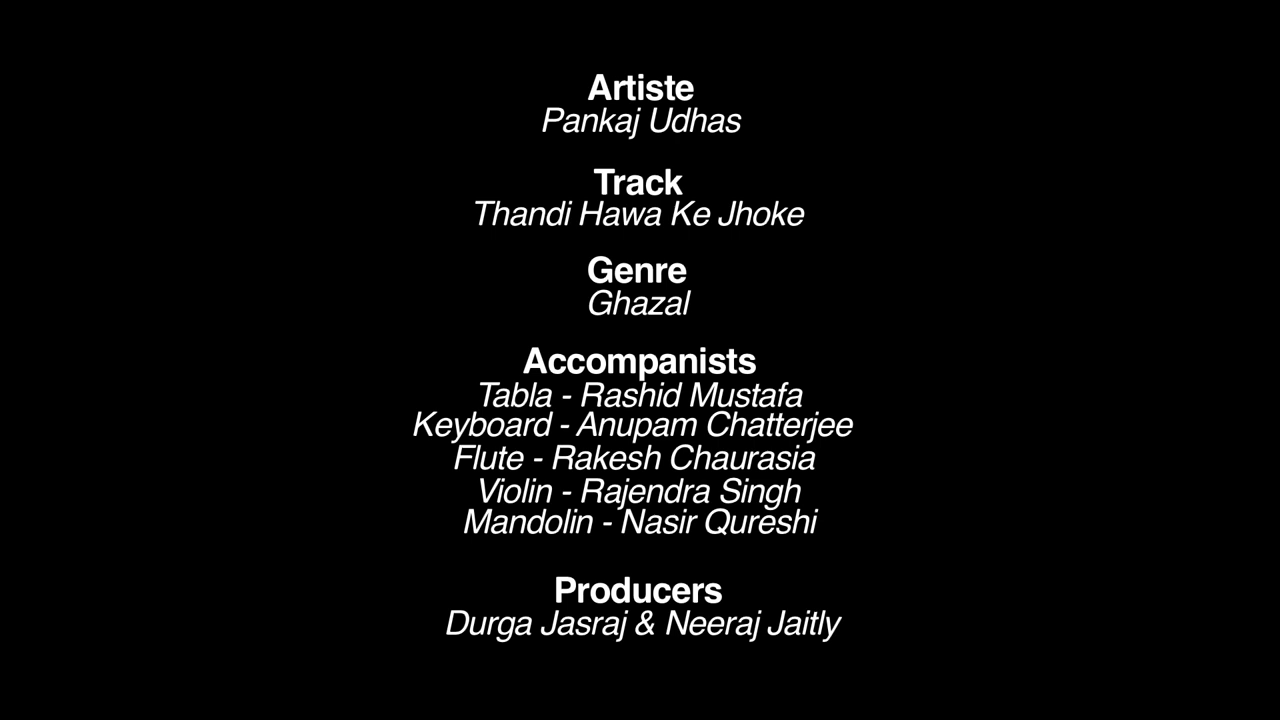 Artiste
Pankaj Udhas
Track
Thandi Hawa Ke Jhoke
Genre
Ghazal
Accompanists
Tabla - Rashid Mustafa
Keyboard - Anupam Chatterjee
Flute - Rakesh Chaurasia
Violin - Rajendra Singh
Mandolin - Nasir Qureshi
Producers
Durga Jasraj & Neeraj Jaitly